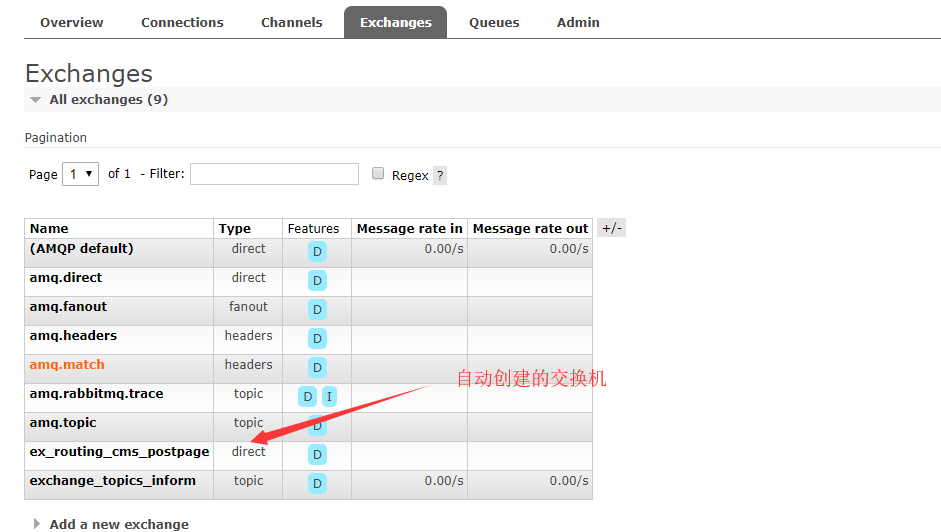 Overview Connections Channels Exchanges Queues Admin
Exchanges
All exchanges (9)
Pagination
Page 1 of 1 - Filter: Regex ?
Name Type Features Message rate in Message rate out +/-
(AMQP default) direct D 0.00/s 0.00/s
amq.direct direct D
amq.fanout fanout D
amq.headers headers D
amq.match headers D
自动创建的交换机
amq.rabbitmq.trace topic D I
amq.topic topic D
ex_routing_cms_postpage direct D
exchange_topics_inform topic D 0.00/s 0.00/s
Add a new exchange